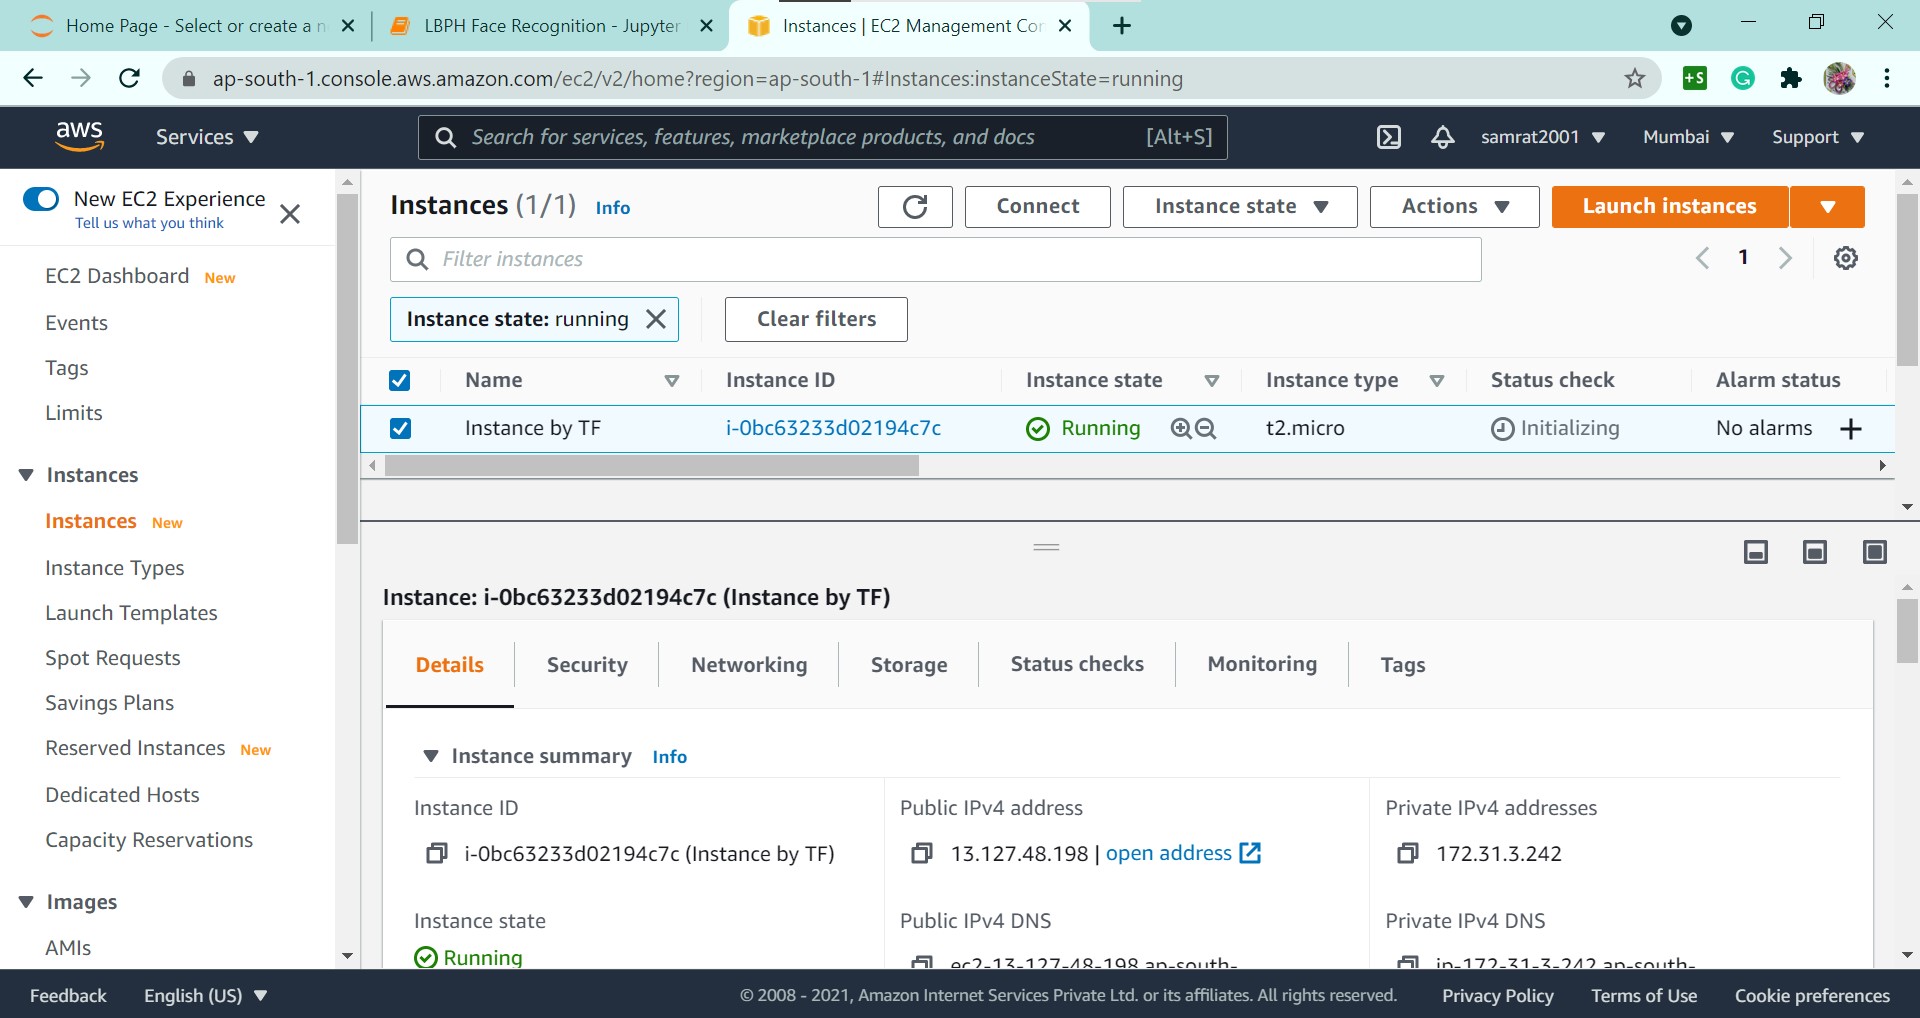 Home Page - Select or create a n
LBPH Face Recognition - Jupyter
Instances | EC2 Management Con
ap-south-1.console.aws.amazon.com/ec2/v2/home?region=ap-south-1#Instances:instanceState=running
+S
G
aws
Services
Search for services, features, marketplace products, and docs
[Alt+S]
samrat2001
Mumbai
Support
New EC2 Experience
Tell us what you think
EC2 Dashboard New
Events
Tags
Limits
Instances
Instances New
Instance Types
Launch Templates
Spot Requests
Savings Plans
Reserved Instances New
Dedicated Hosts
Capacity Reservations
Images
AMIs
Instances (1/1) Info
Connect
Instance state
Actions
Launch instances
Filter instances
1
Instance state: running
Clear filters
Name
Instance ID
Instance state
Instance type
Status check
Alarm status
Instance by TF
i-0bc63233d02194c7c
Running
t2.micro
Initializing
No alarms
Instance: i-0bc63233d02194c7c (Instance by TF)
Details
Security
Networking
Storage
Status checks
Monitoring
Tags
Instance summary Info
Instance ID
i-0bc63233d02194c7c (Instance by TF)
Public IPv4 address
13.127.48.198 | open address
Private IPv4 addresses
172.31.3.242
Instance state
Running
Public IPv4 DNS
ec2-13-127-48-198.ap-south-
Private IPv4 DNS
ip-172-31-3-242.ap-south-
Feedback
English (US)
© 2008 - 2021, Amazon Internet Services Private Ltd. or its affiliates. All rights reserved.
Privacy Policy
Terms of Use
Cookie preferences